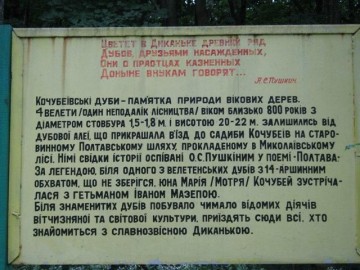 Цветет в Диканьке древний ряд
Дубов, друзьями насажденных,
Они о праотцах казненных
Доныне внукам говорят...
А.С.Пушкин.
Кочубеївські дуби – пам'ятка природи вікових дерев.
4 велети /один неподалік лісництва/ віком близько 800 років з
діаметром стовбура 1,5-1,8 м. і висотою 20-22 м. залишились від
дубової алеї, що прикрашала в'їзд до садиби Кочубеїв на старо-
винному Полтавському шляху, прокладеному в Миколаївському
лісі. Німі свідки історії оспівані О.С.Пушкіним у поемі „Полтава".
За легендою, біля одного з велетенських дубів з 14-аршинним
обхватом, що не зберігся, юна Марія /Мотря/ Кочубей зустріча-
лася з гетьманом Іваном Мазепою.
Біля знаменитих дубів побувало чимало відомих діячів
вітчизняної та світової культури, приїздять сюди всі, хто
знайомиться з славнозвісною Диканькою.